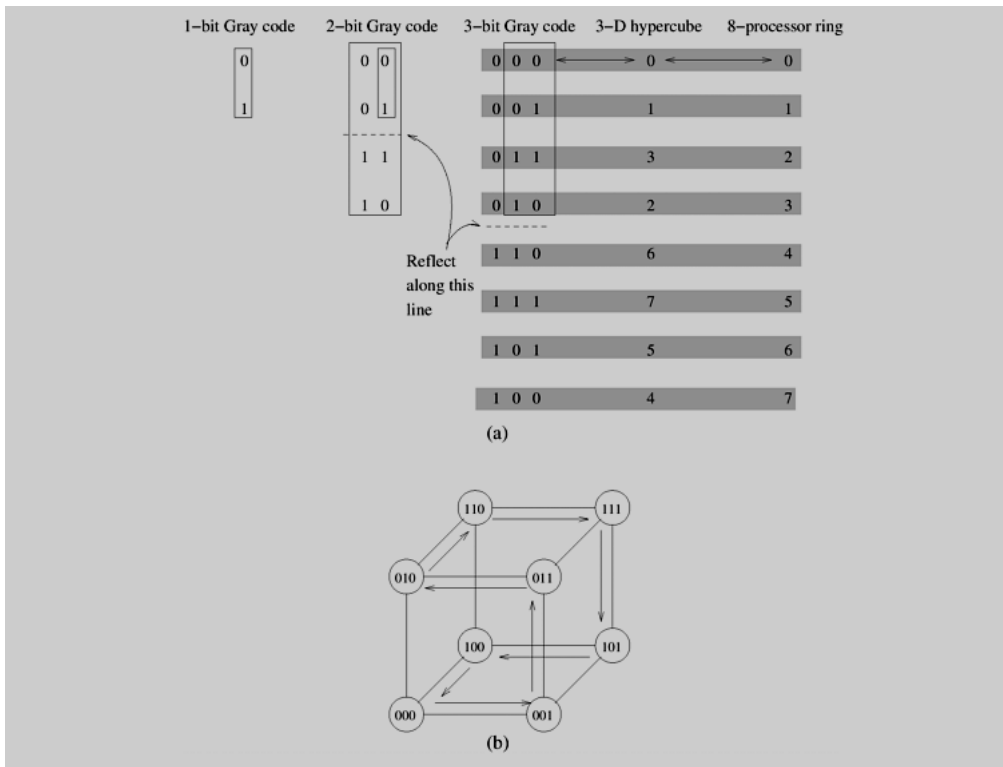 1-bit Gray code 2-bit Gray code 3-bit Gray code 3-D hypercube 8-processor ring
0 0 0 0 0 0 0 0
1 0 1 0 0 1 1 1
1 1 0 1 1 3 2
1 0 0 1 0 2 3
Reflect along this line
1 1 0 6 4
1 1 1 7 5
1 0 1 5 6
1 0 0 4 7
(a)
110 111
010 011
100 101
000 001
(b)